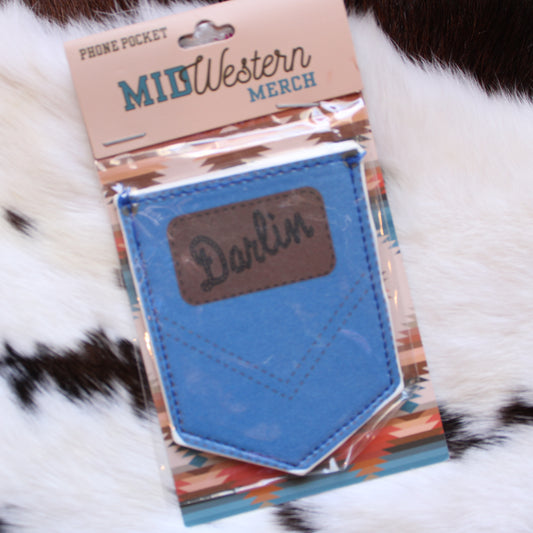 PHONE POCKET
MIDWestern
MERCH
Darlin